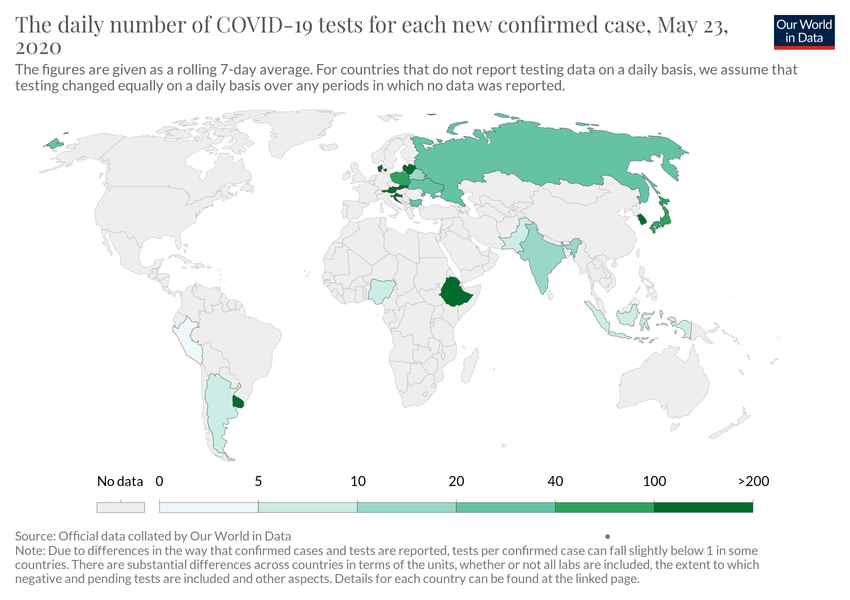 The daily number of COVID-19 tests for each new confirmed case, May 23,
2020
Our World
in Data
The figures are given as a rolling 7-day average. For countries that do not report testing data on a daily basis, we assume that
testing changed equally on a daily basis over any periods in which no data was reported.
No data 0 5 10 20 40 100 >200
Source: Official data collated by Our World in Data •
Note: Due to differences in the way that confirmed cases and tests are reported, tests per confirmed case can fall slightly below 1 in some
countries. There are substantial differences across countries in terms of the units, whether or not all labs are included, the extent to which
negative and pending tests are included and other aspects. Details for each country can be found at the linked page.